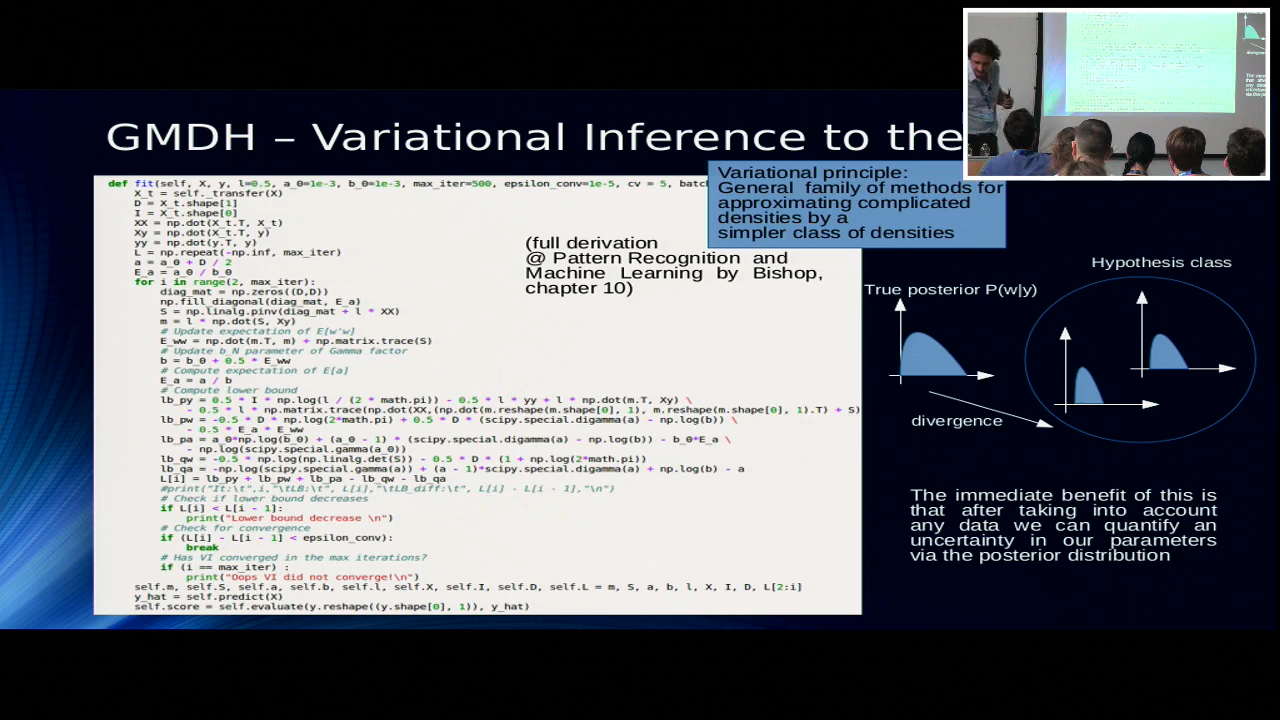 GMDH – Variational Inference to the
def fit(self, X, y, l=0.5, a_0=1e-3, b_0=1e-3, max_iter=500, epsilon_conv=1e-5, cv = 5, batc
X_t = self._transfer(X)
D = X_t.shape[1]
I = X_t.shape[0]
XX = np.dot(X_t.T, X_t)
Xy = np.dot(X_t.T, y)
yy = np.dot(y.T, y)
L = np.repeat(-np.inf, max_iter)
a = a_0 + D / 2
E_a = a_0 / b_0
for i in range(2, max_iter):
diag_mat = np.zeros((D,D))
np.fill_diagonal(diag_mat, E_a)
S = np.linalg.pinv(diag_mat + l * XX)
m = l * np.dot(S, Xy)
# Update expectation of E[w'w]
E_ww = np.dot(m.T, m) + np.matrix.trace(S)
# Update b_N parameter of Gamma factor
b = b_0 + 0.5 * E_ww
# Compute expectation of E[a]
E_a = a / b
# Compute lower bound
lb_py = 0.5 * I * np.log(l / (2 * math.pi)) - 0.5 * l * yy + l * np.dot(m.T, Xy) \
- 0.5 * l * np.matrix.trace(np.dot(XX,(np.dot(m.reshape(m.shape[0], 1), m.reshape(m.shape[0], 1).T) + S)
lb_pw = -0.5 * D * np.log(2*math.pi) + 0.5 * D * (scipy.special.digamma(a) - np.log(b)) \
- 0.5 * E_a * E_ww
lb_pa = a_0*np.log(b_0) + (a_0 - 1) * (scipy.special.digamma(a) - np.log(b)) - b_0*E_a \
- np.log(scipy.special.gamma(a_0))
lb_qw = -0.5 * np.log(np.linalg.det(S)) - 0.5 * D * (1 + np.log(2*math.pi))
lb_qa = -np.log(scipy.special.gamma(a)) + (a - 1)*scipy.special.digamma(a) + np.log(b) - a
L[i] = lb_py + lb_pw + lb_pa - lb_qw - lb_qa
#print("It:\t",i,"\tLB:\t", L[i],"\tLB_diff:\t", L[i] - L[i - 1],"\n")
# Check if lower bound decreases
if L[i] < L[i - 1]:
print("Lower bound decrease \n")
# Check for convergence
if (L[i] - L[i - 1] < epsilon_conv):
break
# Has VI converged in the max iterations?
if (i == max_iter) :
print("Oops VI did not converge!\n")
self.m, self.S, self.a, self.b, self.l, self.X, self.I, self.D, self.L = m, S, a, b, l, X, I, D, L[2:i]
y_hat = self.predict(X)
self.score = self.evaluate(y.reshape((y.shape[0], 1)), y_hat)
(full derivation
@ Pattern Recognition and
Machine Learning by Bishop,
chapter 10)
Variational principle:
General family of methods for
approximating complicated
densities by a
simpler class of densities
Hypothesis class
True posterior P(w|y)
divergence
The immediate benefit of this is
that after taking into account
any data we can quantify an
uncertainty in our parameters
via the posterior distribution